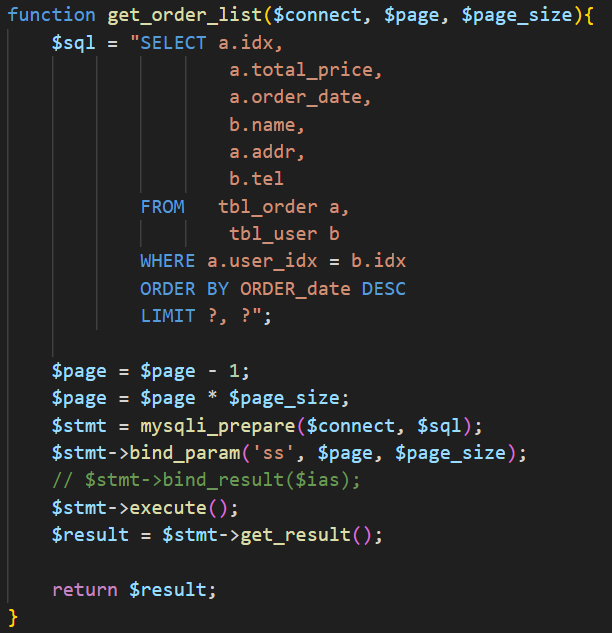 function get_order_list($connect, $page, $page_size){
    $sql = "SELECT a.idx,
                    a.total_price,
                    a.order_date,
                    b.name,
                    a.addr,
                    b.tel
            FROM   tbl_order a,
                    tbl_user b
            WHERE a.user_idx = b.idx
            ORDER BY ORDER_date DESC
            LIMIT ?, ?";
    $page = $page - 1;
    $page = $page * $page_size;
    $stmt = mysqli_prepare($connect, $sql);
    $stmt->bind_param('ss', $page, $page_size);
    // $stmt->bind_result($ias);
    $stmt->execute();
    $result = $stmt->get_result();
    return $result;
}